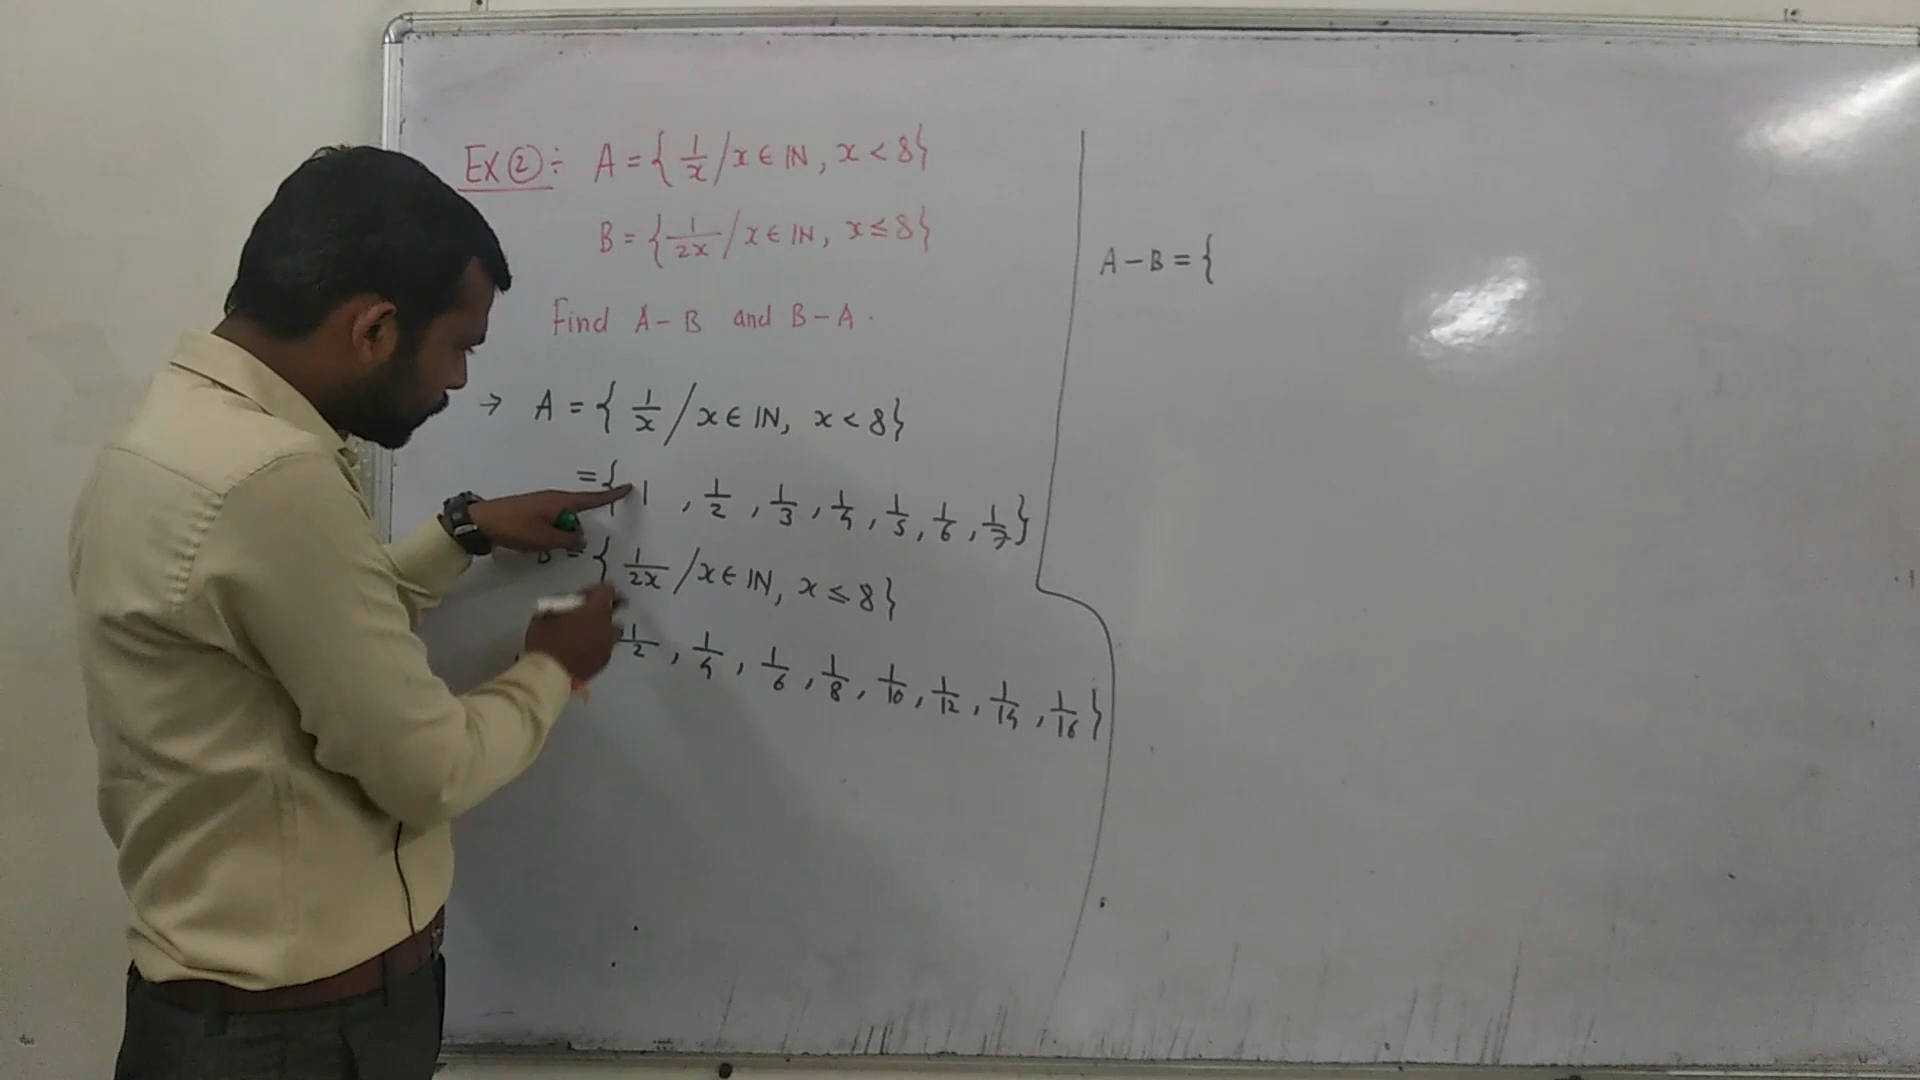 EX ② ÷ A = { 1/x / x ∈ IN, x < 8 }
B = { 1/2x / x ∈ IN, x ≤ 8 }
Find A - B and B - A .
→ A = { 1/x / x ∈ IN, x < 8 }
= { 1 , 1/2 , 1/3 , 1/4 , 1/5 , 1/6 , 1/7 }
B = { 1/2x / x ∈ IN, x ≤ 8 }
1/2 , 1/4 , 1/6 , 1/8 , 1/10 , 1/12 , 1/14 , 1/16 }
A - B = {